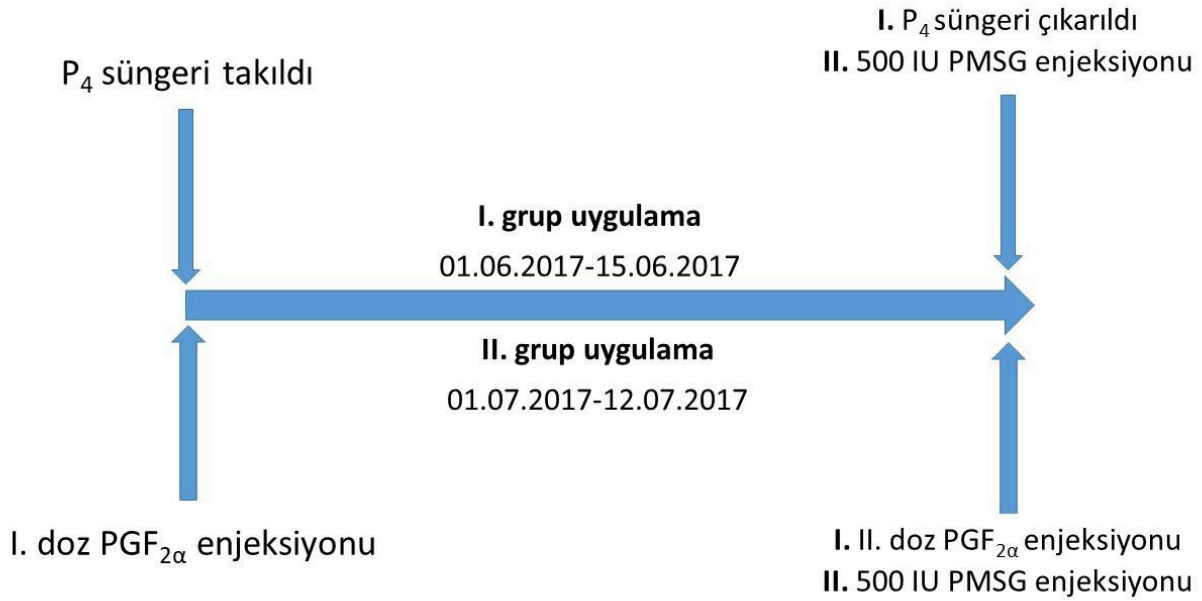 I. P₄ süngeri çıkarıldı
II. 500 IU PMSG enjeksiyonu
P₄ süngeri takıldı
I. grup uygulama
01.06.2017-15.06.2017
II. grup uygulama
01.07.2017-12.07.2017
I. doz PGF₂α enjeksiyonu
I. II. doz PGF₂α enjeksiyonu
II. 500 IU PMSG enjeksiyonu